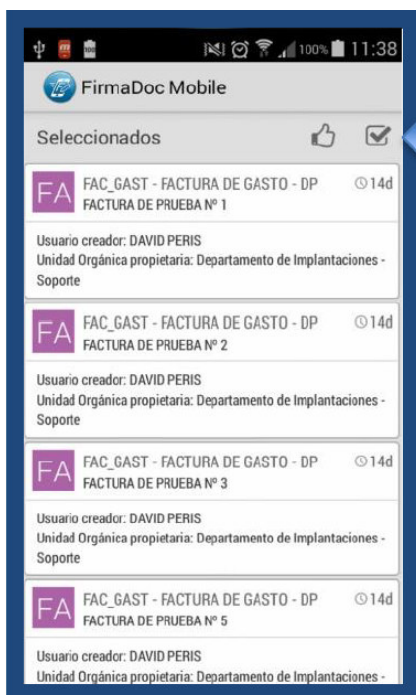 100% 11:38
FirmaDoc Mobile
Seleccionados
FA FAC_GAST - FACTURA DE GASTO - DP 14d
FACTURA DE PRUEBA Nº 1
Usuario creador: DAVID PERIS
Unidad Orgánica propietaria: Departamento de Implantaciones -
Soporte
FA FAC_GAST - FACTURA DE GASTO - DP 14d
FACTURA DE PRUEBA Nº 2
Usuario creador: DAVID PERIS
Unidad Orgánica propietaria: Departamento de Implantaciones -
Soporte
FA FAC_GAST - FACTURA DE GASTO - DP 14d
FACTURA DE PRUEBA Nº 3
Usuario creador: DAVID PERIS
Unidad Orgánica propietaria: Departamento de Implantaciones -
Soporte
FA FAC_GAST - FACTURA DE GASTO - DP 14d
FACTURA DE PRUEBA Nº 5
Usuario creador: DAVID PERIS
Unidad Orgánica propietaria: Departamento de Implantaciones -